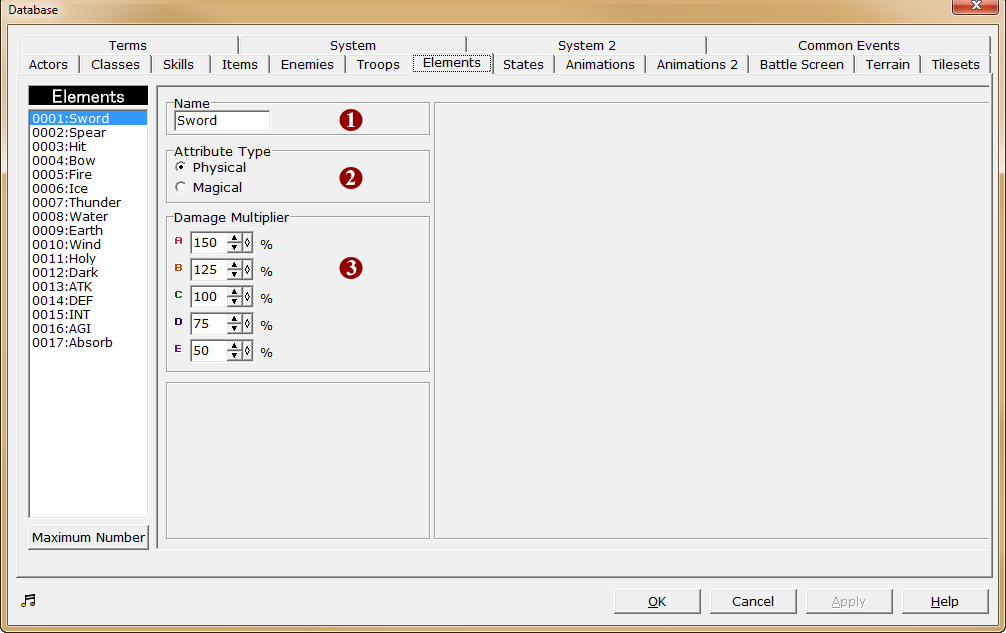 Database
Terms System System 2 Common Events
Actors Classes Skills Items Enemies Troops Elements States Animations Animations 2 Battle Screen Terrain Tilesets
Elements
0001:Sword
0002:Spear
0003:Hit
0004:Bow
0005:Fire
0006:Ice
0007:Thunder
0008:Water
0009:Earth
0010:Wind
0011:Holy
0012:Dark
0013:ATK
0014:DEF
0015:INT
0016:AGI
0017:Absorb
Maximum Number
Name
Sword 1
Attribute Type
Physical
Magical
2
Damage Multiplier
A 150 %
B 125 %
3
C 100 %
D 75 %
E 50 %
OK Cancel Apply Help